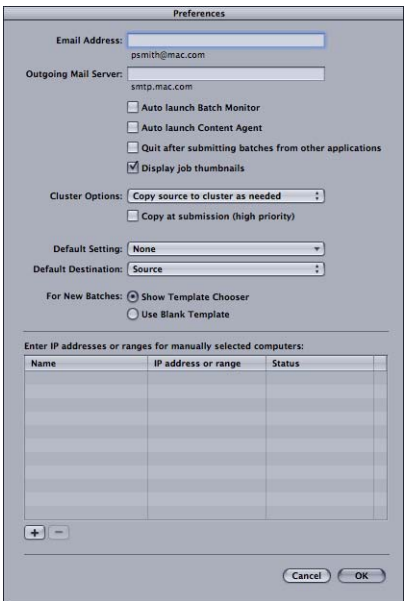 Preferences
Email Address:
psmith@mac.com
Outgoing Mail Server:
smtp.mac.com
Auto launch Batch Monitor
Auto launch Content Agent
Quit after submitting batches from other applications
Display job thumbnails
Cluster Options: Copy source to cluster as needed
Copy at submission (high priority)
Default Setting: None
Default Destination: Source
For New Batches: Show Template Chooser
Use Blank Template
Enter IP addresses or ranges for manually selected computers:
Name IP address or range Status
+ −
Cancel OK